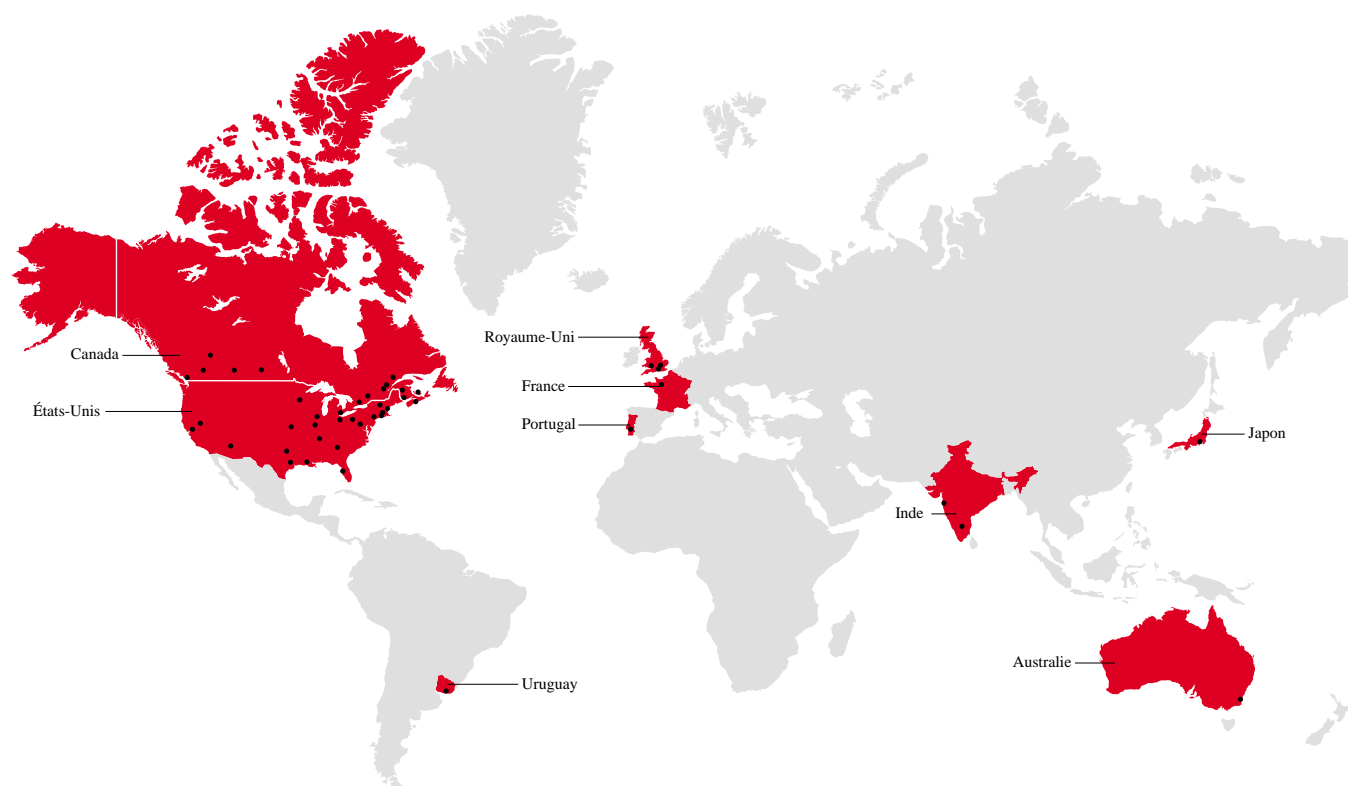 Royaume-Uni
Canada
France
États-Unis
Portugal
Japon
Inde
Australie
Uruguay